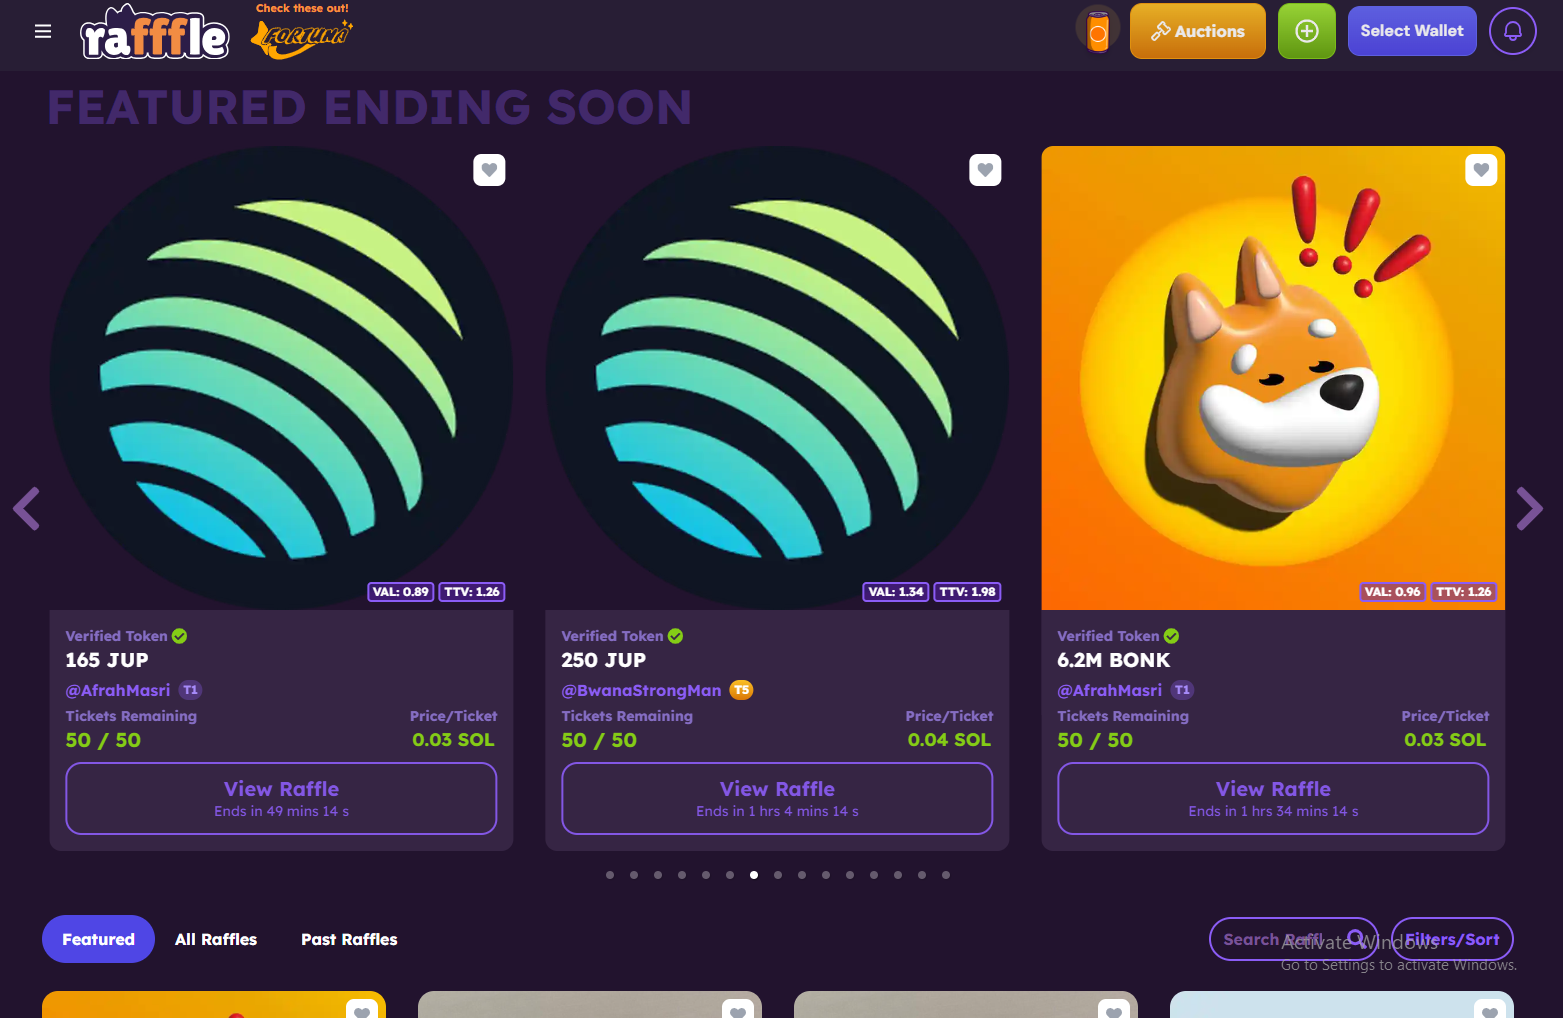 Check these out!
rafffle
FORTUNA
Auctions
Select Wallet
FEATURED ENDING SOON
VAL: 0.89 TTV: 1.26
Verified Token
165 JUP
@AfrahMasri T1
Tickets Remaining Price/Ticket
50 / 50 0.03 SOL
View Raffle
Ends in 49 mins 14 s
VAL: 1.34 TTV: 1.98
Verified Token
250 JUP
@BwanaStrongMan T5
Tickets Remaining Price/Ticket
50 / 50 0.04 SOL
View Raffle
Ends in 1 hrs 4 mins 14 s
VAL: 0.96 TTV: 1.26
Verified Token
6.2M BONK
@AfrahMasri T1
Tickets Remaining Price/Ticket
50 / 50 0.03 SOL
View Raffle
Ends in 1 hrs 34 mins 14 s
Featured All Raffles Past Raffles
Search Filters/Sort
Activate Windows
Go to Settings to activate Windows.